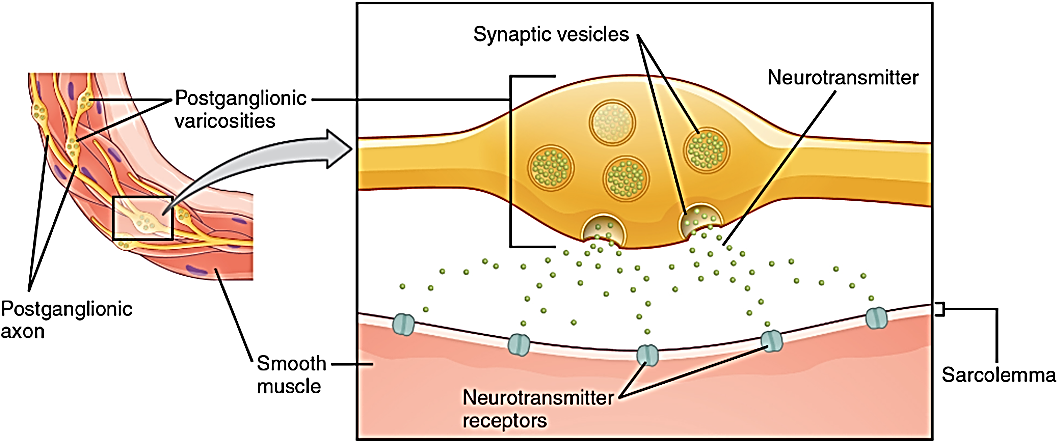 Synaptic vesicles
Neurotransmitter
Postganglionic
varicosities
Postganglionic
axon
Smooth
muscle
Neurotransmitter
receptors
Sarcolemma